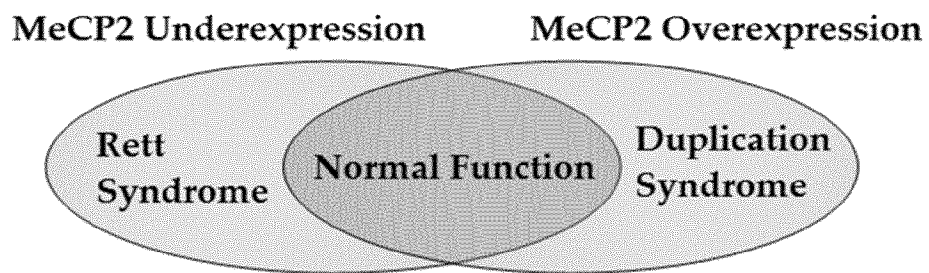 MeCP2 Underexpression
MeCP2 Overexpression
Rett
Syndrome
Normal Function
Duplication
Syndrome